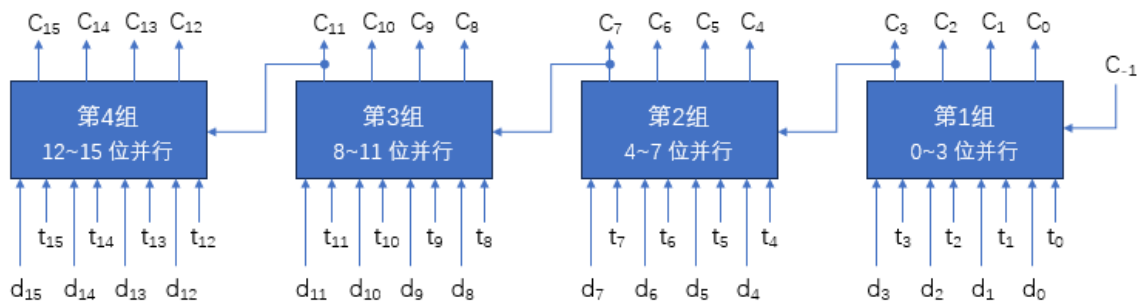 C₁₅ C₁₄ C₁₃ C₁₂ C₁₁ C₁₀ C₉ C₈ C₇ C₆ C₅ C₄ C₃ C₂ C₁ C₀
C₋₁
第4组 第3组 第2组 第1组
12~15 位并行 8~11 位并行 4~7 位并行 0~3 位并行
t₁₅ t₁₄ t₁₃ t₁₂ t₁₁ t₁₀ t₉ t₈ t₇ t₆ t₅ t₄ t₃ t₂ t₁ t₀
d₁₅ d₁₄ d₁₃ d₁₂ d₁₁ d₁₀ d₉ d₈ d₇ d₆ d₅ d₄ d₃ d₂ d₁ d₀